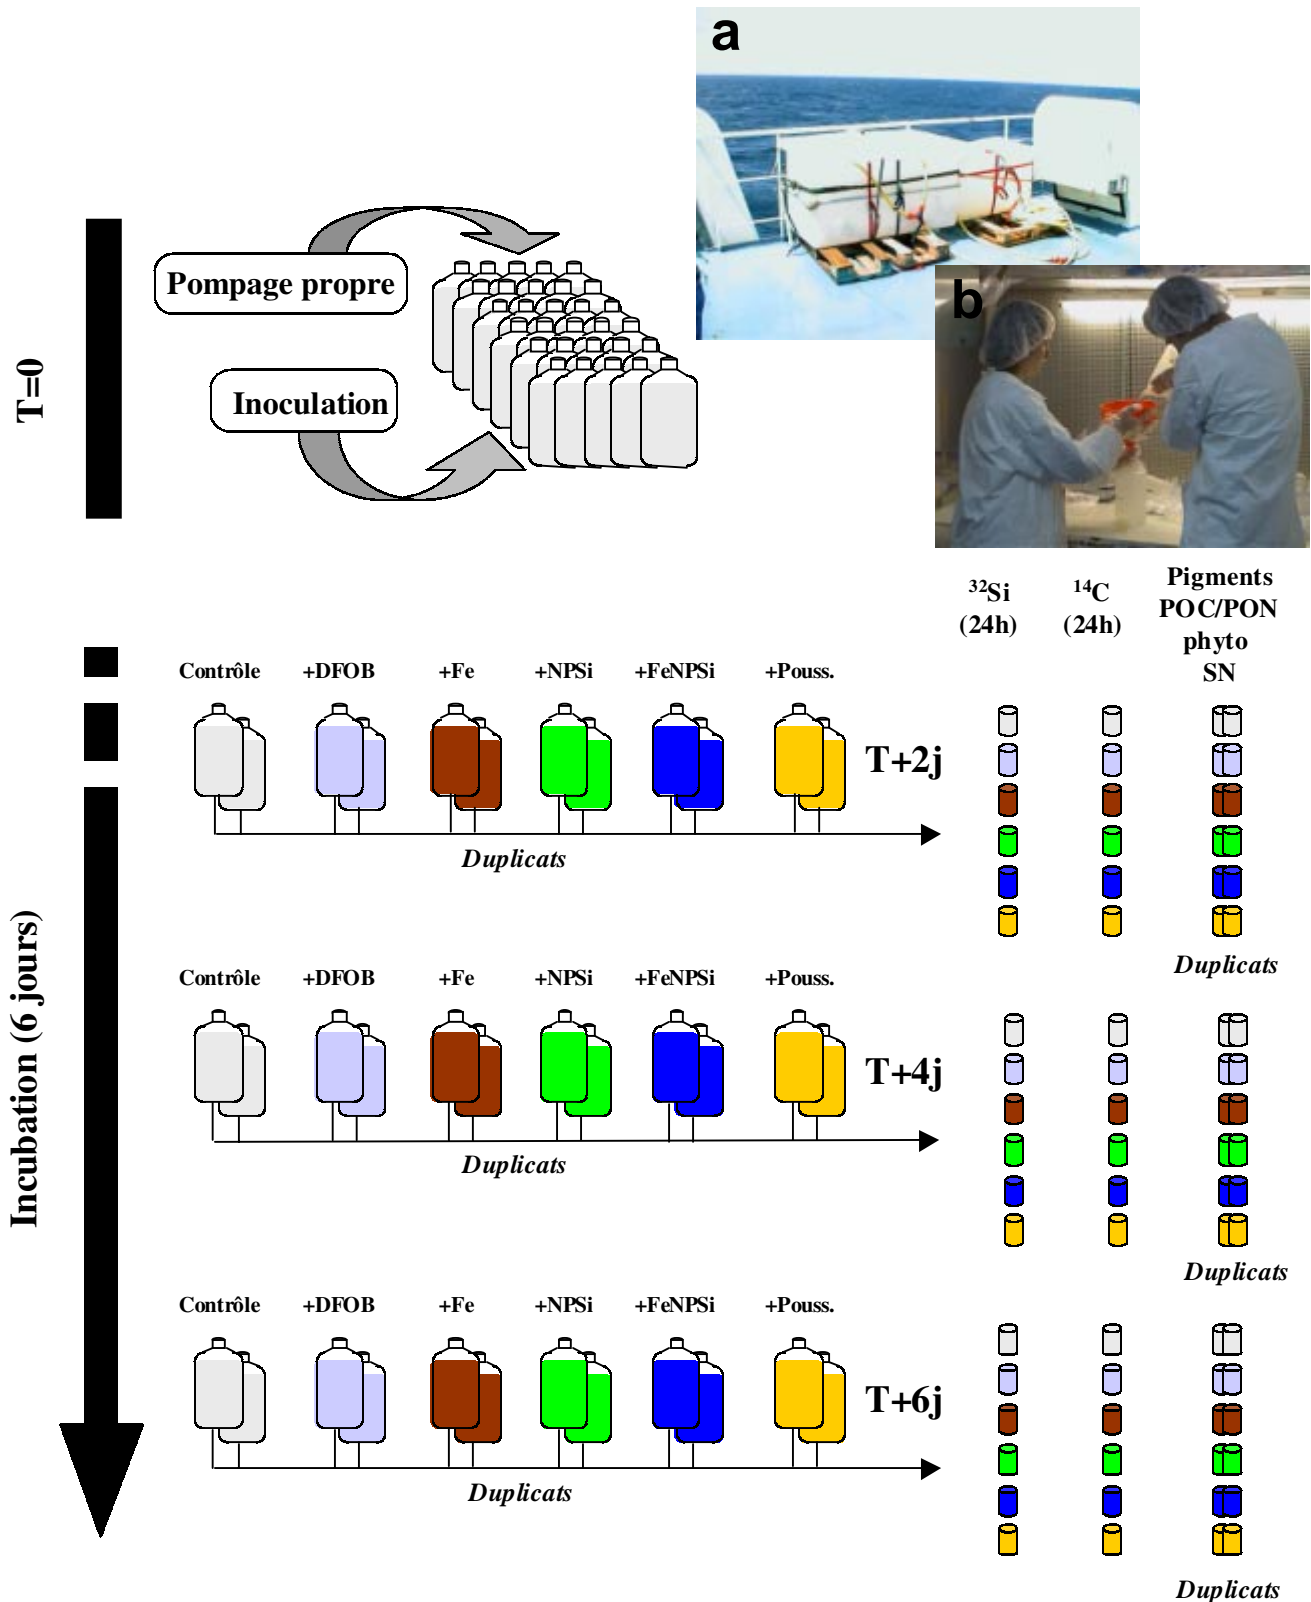 a
b
Pompage propre
Inoculation
T=0
³²Si
(24h)
¹⁴C
(24h)
Pigments
POC/PON
phyto
SN
Incubation (6 jours)
Contrôle +DFOB +Fe +NPSi +FeNPSi +Pouss.
T+2j
Duplicats
Duplicats
Contrôle +DFOB +Fe +NPSi +FeNPSi +Pouss.
T+4j
Duplicats
Duplicats
Contrôle +DFOB +Fe +NPSi +FeNPSi +Pouss.
T+6j
Duplicats
Duplicats